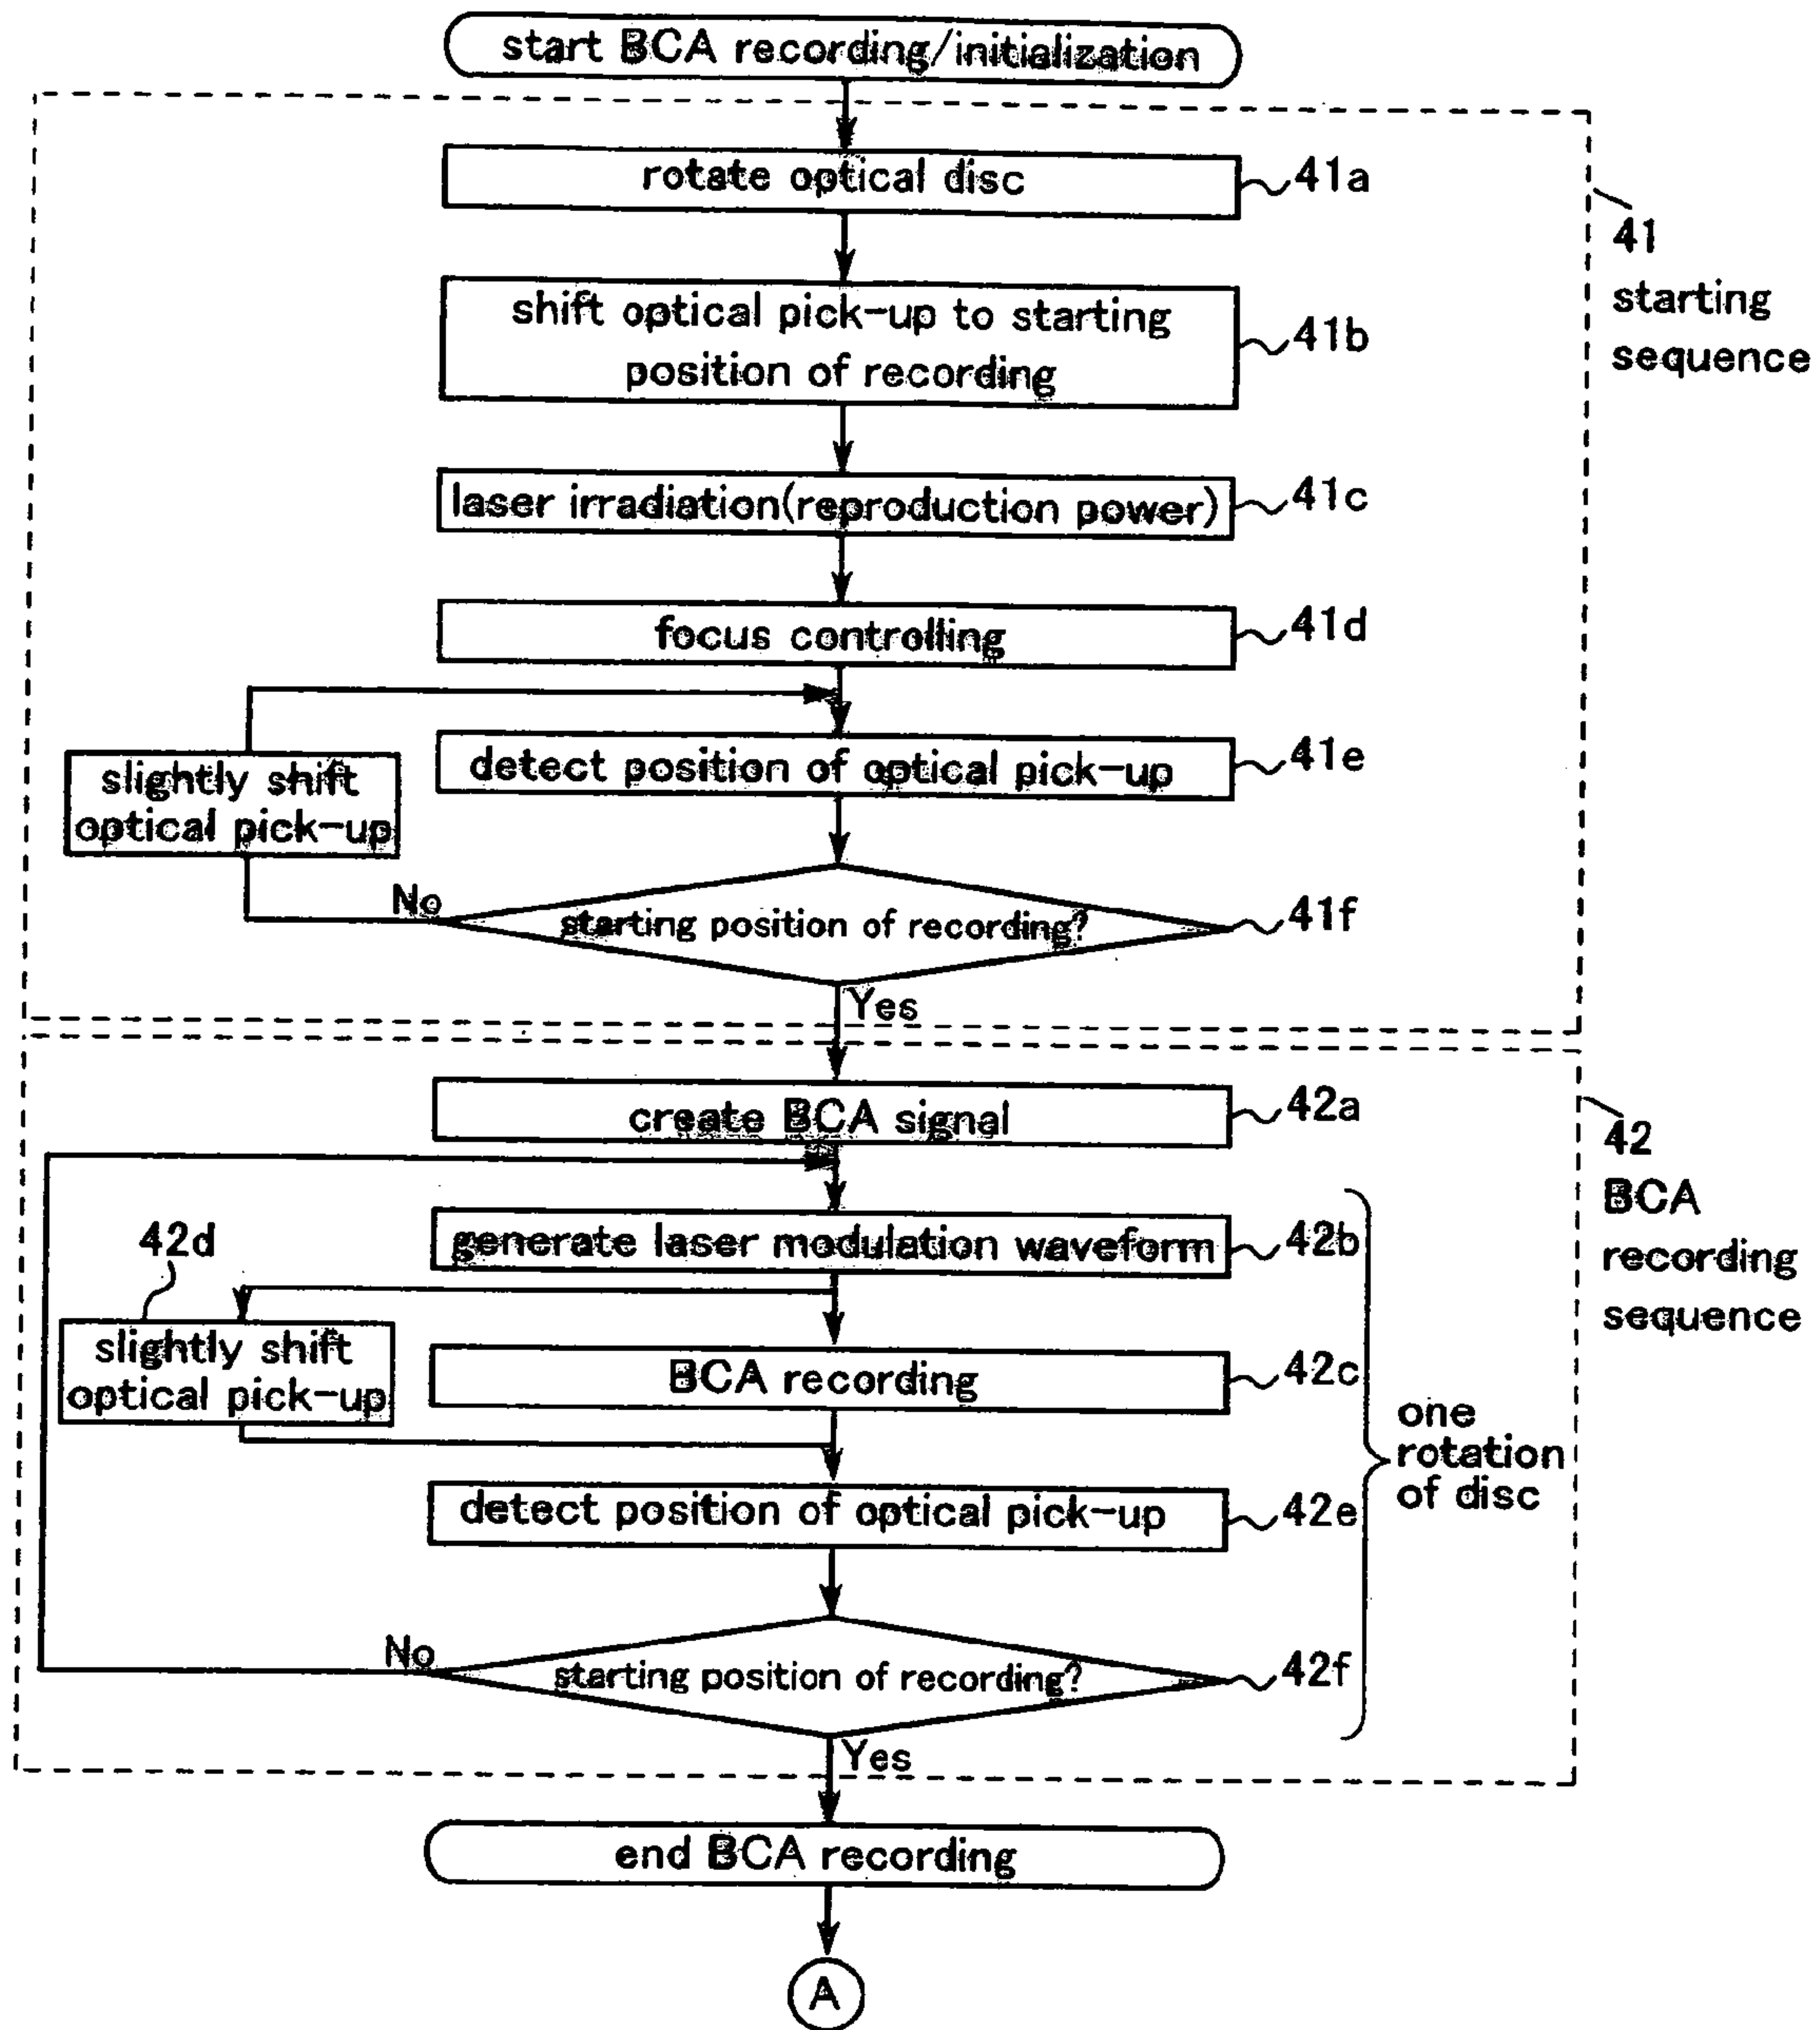 start BCA recording/initialization
rotate optical disc
41a
41
starting
sequence
shift optical pick-up to starting
position of recording
41b
laser irradiation(reproduction power)
41c
focus controlling
41d
detect position of optical pick-up
41e
slightly shift
optical pick-up
No
starting position of recording?
41f
Yes
create BCA signal
42a
42
BCA
recording
sequence
generate laser modulation waveform
42b
42d
slightly shift
optical pick-up
BCA recording
42c
one
rotation
of disc
detect position of optical pick-up
42e
No
starting position of recording?
42f
Yes
end BCA recording
A